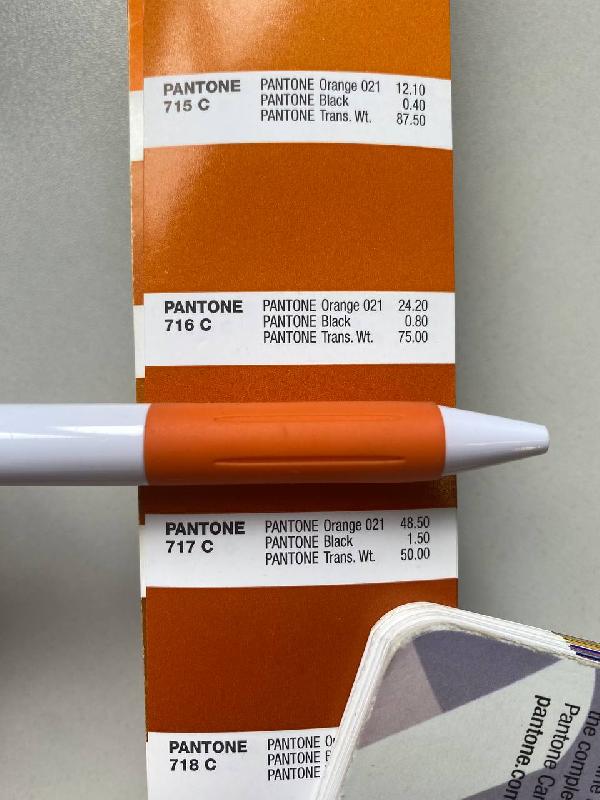 PANTONE 715 C
PANTONE Orange 021 12.10
PANTONE Black 0.40
PANTONE Trans. Wt. 87.50
PANTONE 716 C
PANTONE Orange 021 24.20
PANTONE Black 0.80
PANTONE Trans. Wt. 75.00
PANTONE 717 C
PANTONE Orange 021 48.50
PANTONE Black 1.50
PANTONE Trans. Wt. 50.00
PANTONE 718 C
PANTONE
PANTONE
PANTONE
the comple
Pantone Car
pantone.con